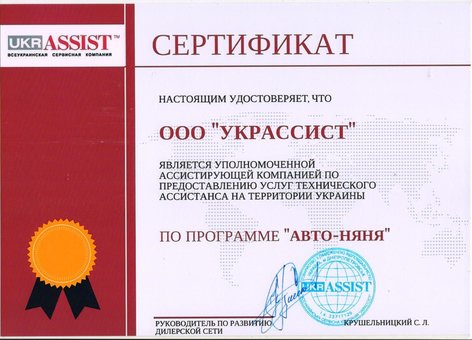 UKRASSIST™
ВСЕУКРАИНСКАЯ СЕРВИСНАЯ КОМПАНИЯ
СЕРТИФИКАТ
НАСТОЯЩИМ УДОСТОВЕРЯЕТ, ЧТО
ООО "УКРАССИСТ"
ЯВЛЯЕТСЯ УПОЛНОМОЧЕННОЙ
АССИСТИРУЮЩЕЙ КОМПАНИЕЙ ПО
ПРЕДОСТАВЛЕНИЮ УСЛУГ ТЕХНИЧЕСКОГО
АССИСТАНСА НА ТЕРРИТОРИИ УКРАИНЫ
ПО ПРОГРАММЕ "АВТО-НЯНЯ"
UKRASSIST
РУКОВОДИТЕЛЬ ПО РАЗВИТИЮ
ДИЛЕРСКОЙ СЕТИ
КРУШЕЛЬНИЦКИЙ С. Л.